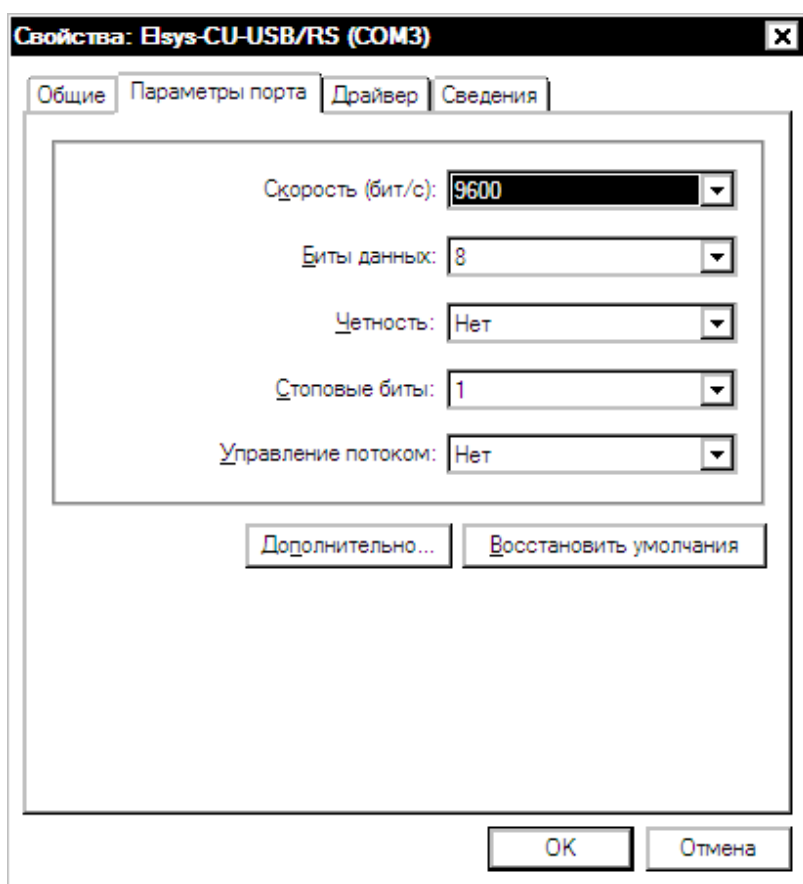 Свойства: Elsys-CU-USB/RS (COM3)
Общие Параметры порта Драйвер Сведения
Скорость (бит/с): 9600
Биты данных: 8
Четность: Нет
Стоповые биты: 1
Управление потоком: Нет
Дополнительно... Восстановить умолчания
OK Отмена